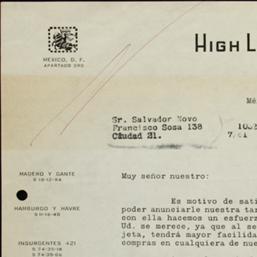 MEXICO, D. F.
APARTADO
HIGH L
Mé
Sr. Salvador Novo
Francisco Sosa 138
Ciudad 21.
Muy señor nuestro:
MADERO Y GANTE
Es motivo de sati
poder anunciarle nuestra tar
con ella hacemos un esfuerz
HAMBURGO Y HAVRE
Ud. se merece, ya que al se
jeta, tendrá mayor facilida
compras en cualquiera de nue
INSURGENTES 421